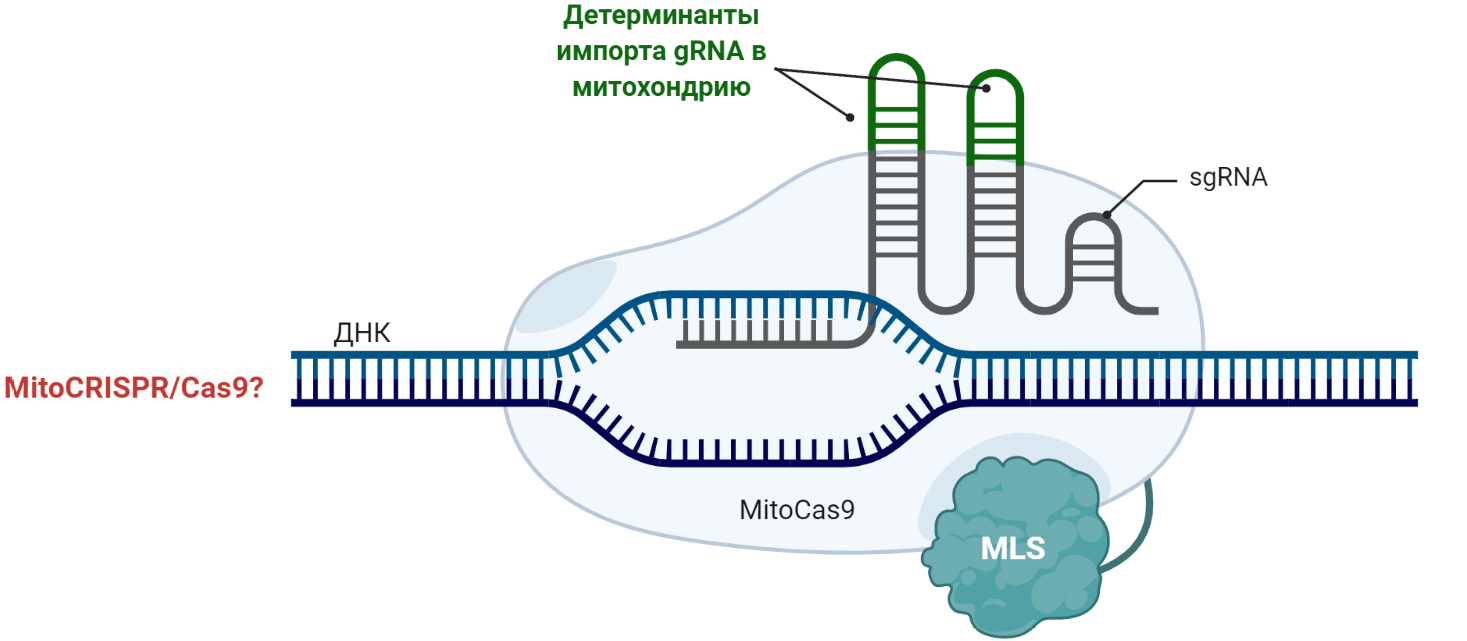 Детерминанты
импорта gRNA в
митохондрию
sgRNA
ДНК
MitoCRISPR/Cas9?
MitoCas9
MLS